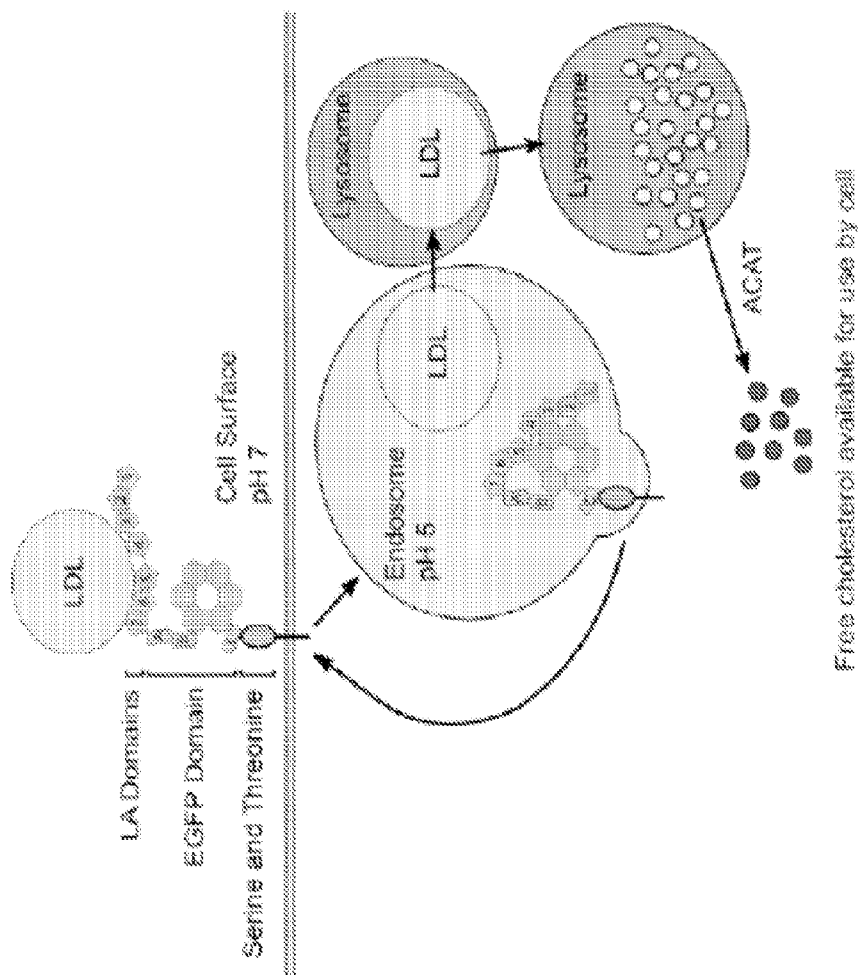 LDL
LA Domains
EGFP Domain
Serine and Threonine
Cell Surface
pH 7
Endosome
pH 5
LDL
Lysosome
LDL
Lysosome
ACAT
Free cholesterol available for use by cell